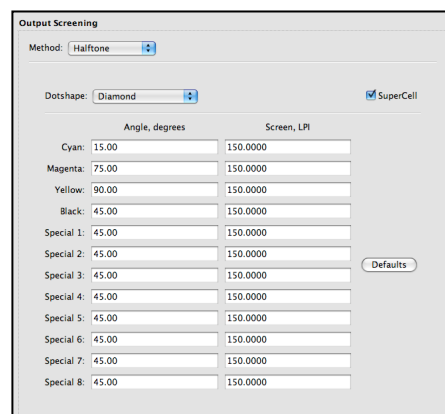 Output Screening
Method: Halftone
Dotshape: Diamond SuperCell
Angle, degrees Screen, LPI
Cyan: 15.00 150.0000
Magenta: 75.00 150.0000
Yellow: 90.00 150.0000
Black: 45.00 150.0000
Special 1: 45.00 150.0000
Special 2: 45.00 150.0000
Defaults
Special 3: 45.00 150.0000
Special 4: 45.00 150.0000
Special 5: 45.00 150.0000
Special 6: 45.00 150.0000
Special 7: 45.00 150.0000
Special 8: 45.00 150.0000